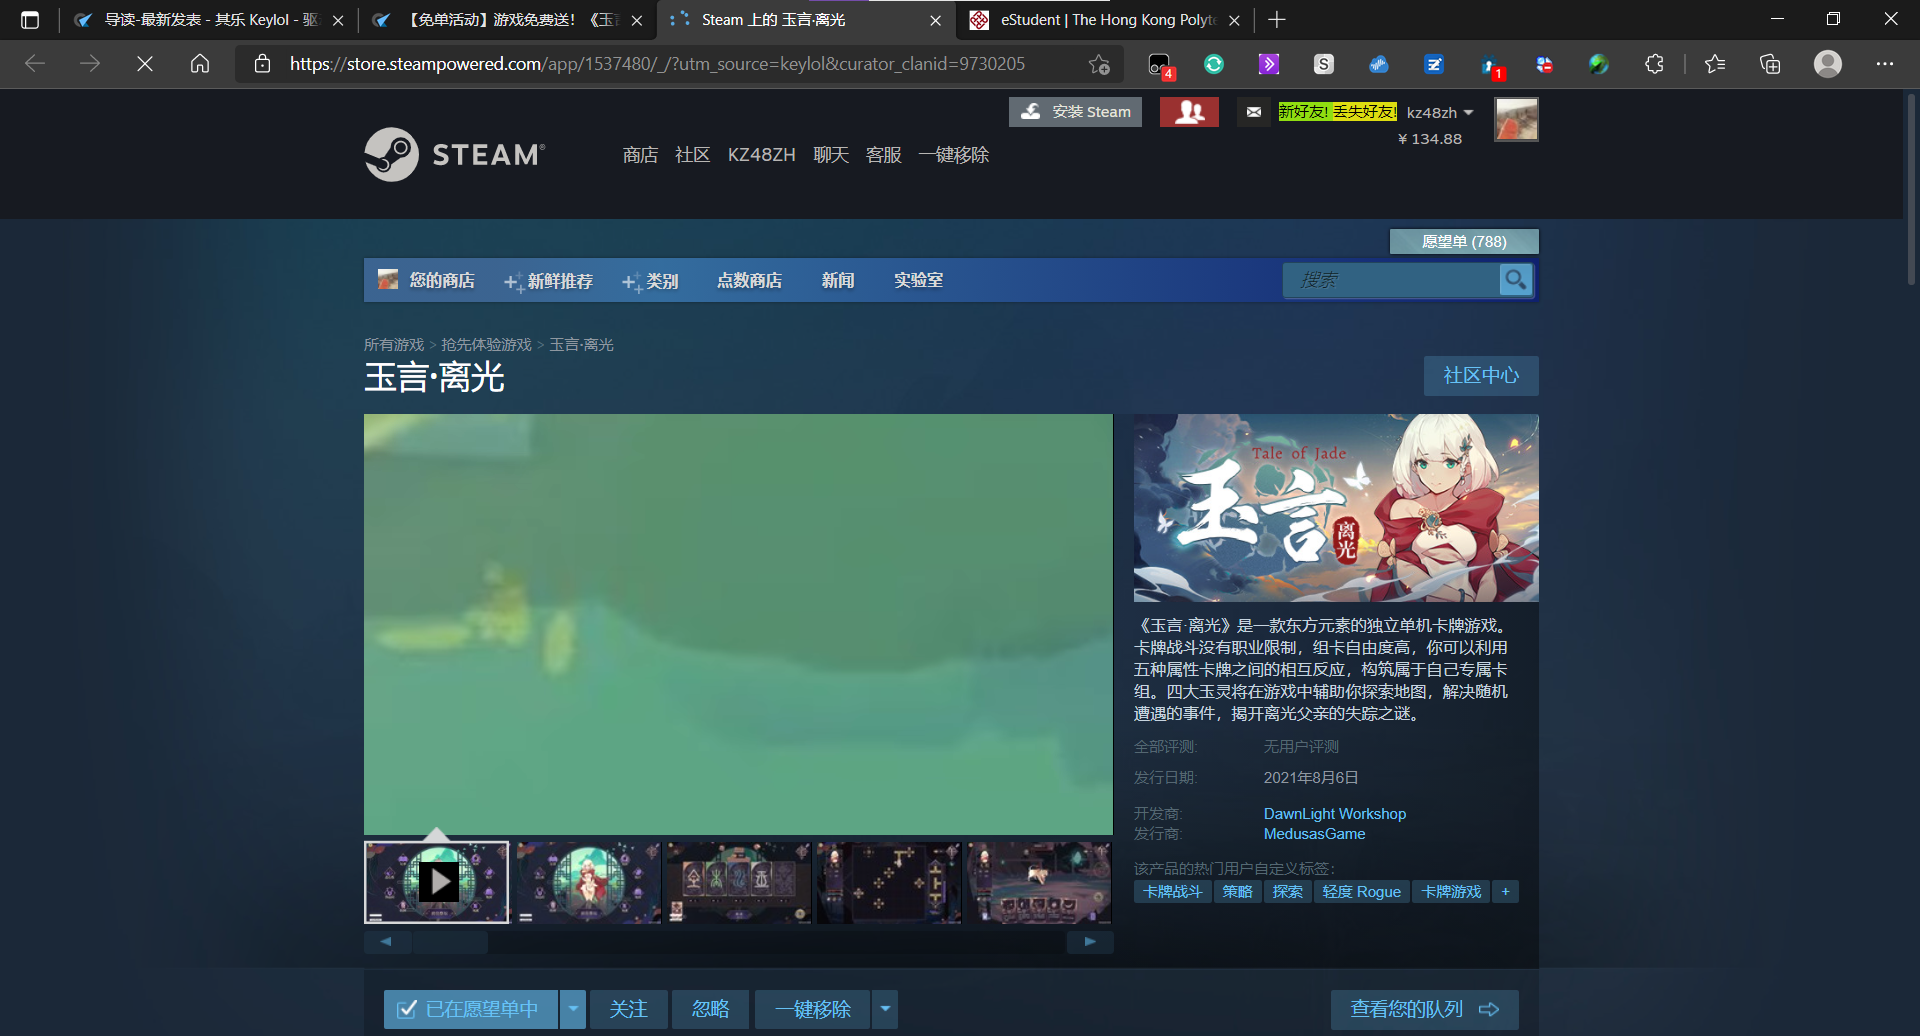 导读-最新发表 - 其乐 Keylol - 驱
【免单活动】游戏免费送！《玉言
Steam 上的 玉言·离光
eStudent | The Hong Kong Polyte
https://store.steampowered.com/app/1537480/_/?utm_source=keylol&curator_clanid=9730205
4
S
1
安装 Steam
新好友! 丢失好友!
kz48zh
¥ 134.88
STEAM®
商店
社区
KZ48ZH
聊天
客服
一键移除
愿望单 (788)
您的商店
新鲜推荐
类别
点数商店
新闻
实验室
搜索
所有游戏 > 抢先体验游戏 > 玉言·离光
玉言·离光
社区中心
Tale of Jade
玉言
离光
《玉言·离光》是一款东方元素的独立单机卡牌游戏。
卡牌战斗没有职业限制，组卡自由度高，你可以利用
五种属性卡牌之间的相互反应，构筑属于自己专属卡
组。四大玉灵将在游戏中辅助你探索地图，解决随机
遭遇的事件，揭开离光父亲的失踪之谜。
全部评测: 无用户评测
发行日期: 2021年8月6日
开发商: DawnLight Workshop
发行商: MedusasGame
该产品的热门用户自定义标签：
卡牌战斗
策略
探索
轻度 Rogue
卡牌游戏
+
已在愿望单中
关注
忽略
一键移除
查看您的队列